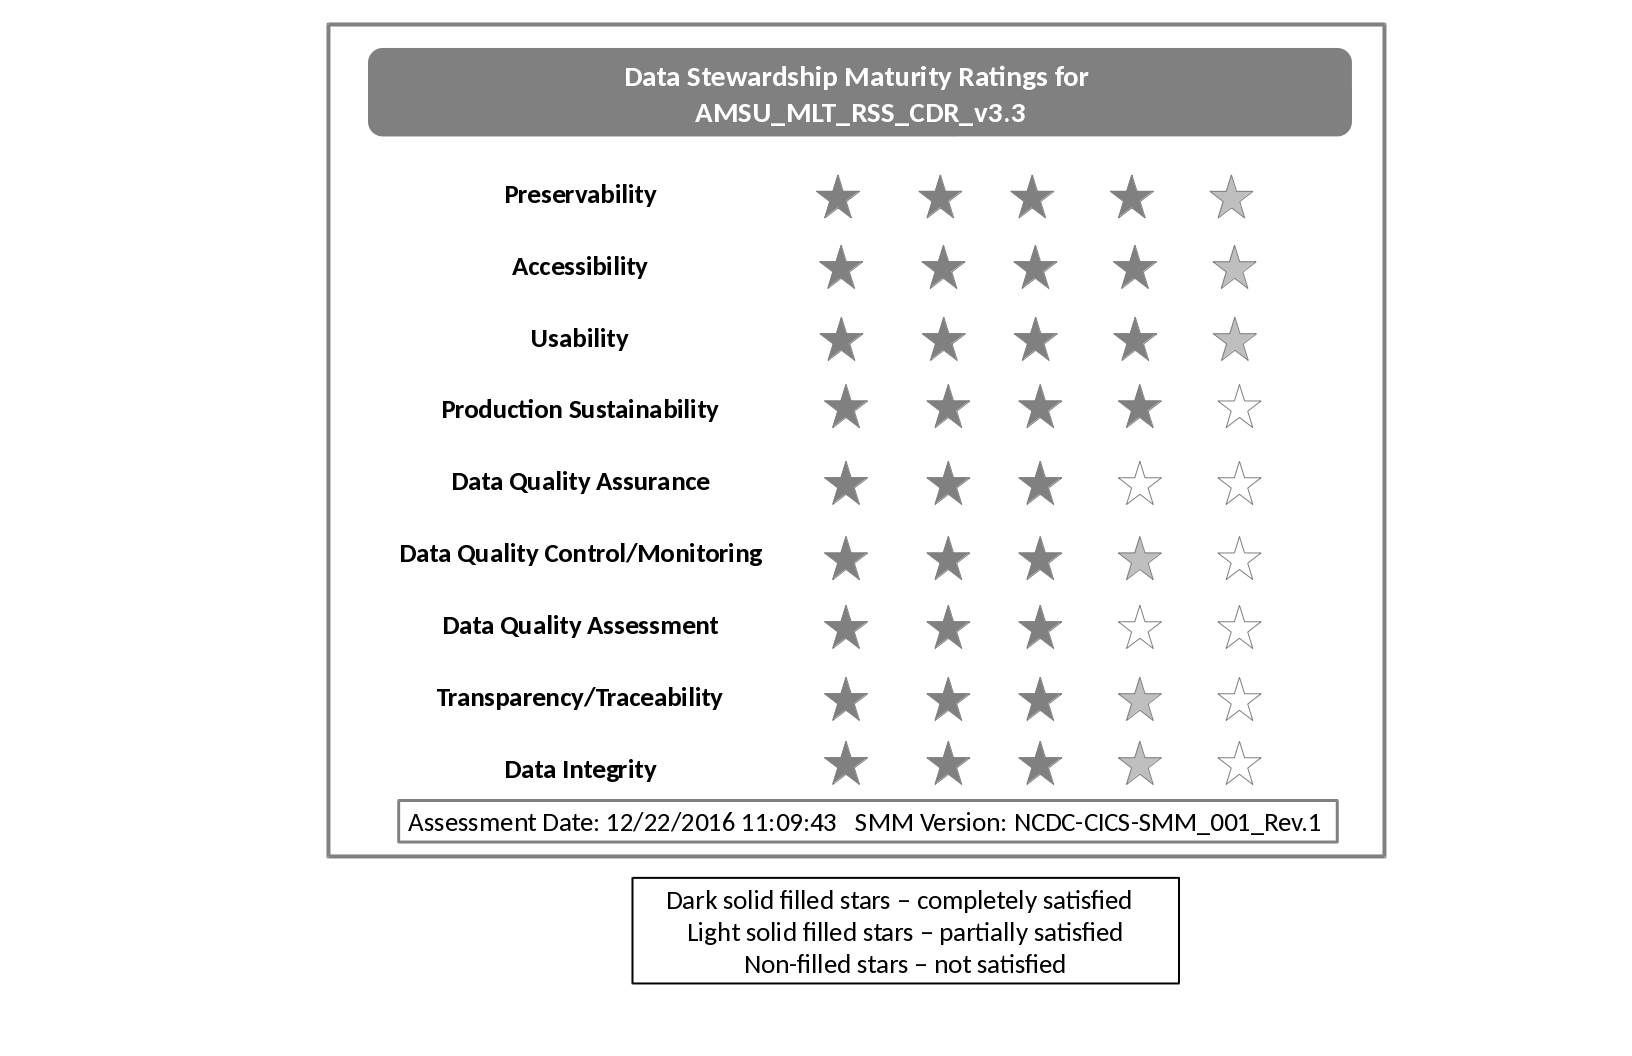 Data Stewardship Maturity Ratings for
AMSU_MLT_RSS_CDR_v3.3
Preservability
Accessibility
Usability
Production Sustainability
Data Quality Assurance
Data Quality Control/Monitoring
Data Quality Assessment
Transparency/Traceability
Data Integrity
Assessment Date: 12/22/2016 11:09:43 SMM Version: NCDC-CICS-SMM_001_Rev.1
Dark solid filled stars – completely satisfied
Light solid filled stars – partially satisfied
Non-filled stars – not satisfied